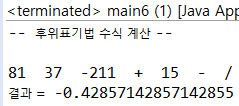 <terminated> main6 (1) [Java App
-- 후위표기법 수식 계산 --
81 37 -211 + 15 - /
결과 = -0.42857142857142855